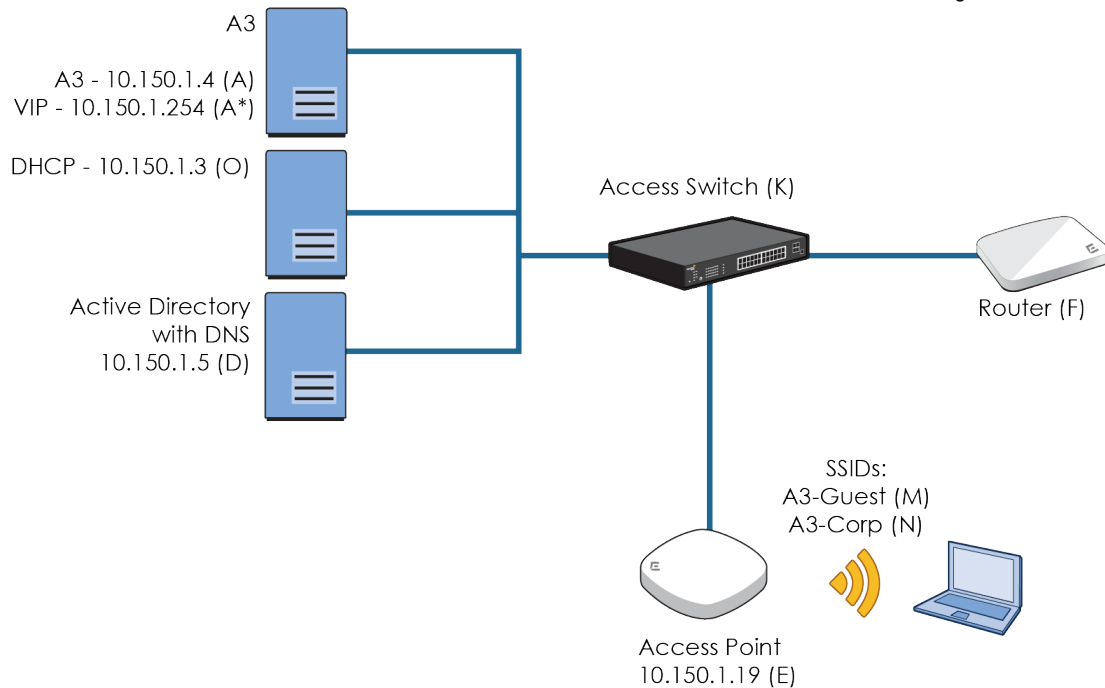 A3
A3 - 10.150.1.4 (A)
VIP - 10.150.1.254 (A*)
DHCP - 10.150.1.3 (O)
Active Directory
with DNS
10.150.1.5 (D)
Access Switch (K)
Router (F)
SSIDs:
A3-Guest (M)
A3-Corp (N)
Access Point
10.150.1.19 (E)